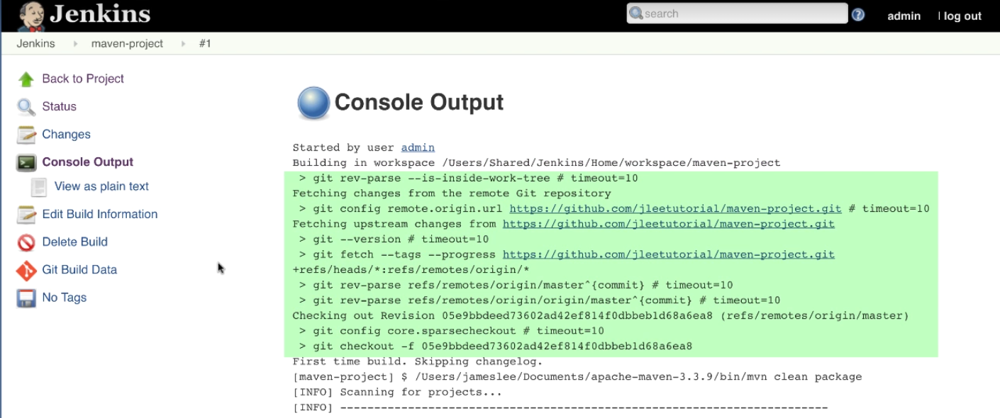 Jenkins
search
?
admin
| log out
Jenkins
maven-project
#1
Back to Project
Status
Changes
Console Output
View as plain text
Edit Build Information
Delete Build
Git Build Data
No Tags
Console Output
Started by user admin
Building in workspace /Users/Shared/Jenkins/Home/workspace/maven-project
> git rev-parse --is-inside-work-tree # timeout=10
Fetching changes from the remote Git repository
> git config remote.origin.url https://github.com/jleetutorial/maven-project.git # timeout=10
Fetching upstream changes from https://github.com/jleetutorial/maven-project.git
> git --version # timeout=10
> git fetch --tags --progress https://github.com/jleetutorial/maven-project.git
+refs/heads/*:refs/remotes/origin/*
> git rev-parse refs/remotes/origin/master^{commit} # timeout=10
> git rev-parse refs/remotes/origin/origin/master^{commit} # timeout=10
Checking out Revision 05e9bbdeed73602ad42ef814f0dbbeb1d68a6ea8 (refs/remotes/origin/master)
> git config core.sparsecheckout # timeout=10
> git checkout -f 05e9bbdeed73602ad42ef814f0dbbeb1d68a6ea8
First time build. Skipping changelog.
[maven-project] $ /Users/jameslee/Documents/apache-maven-3.3.9/bin/mvn clean package
[INFO] Scanning for projects...
[INFO] ------------------------------------------------------------------------